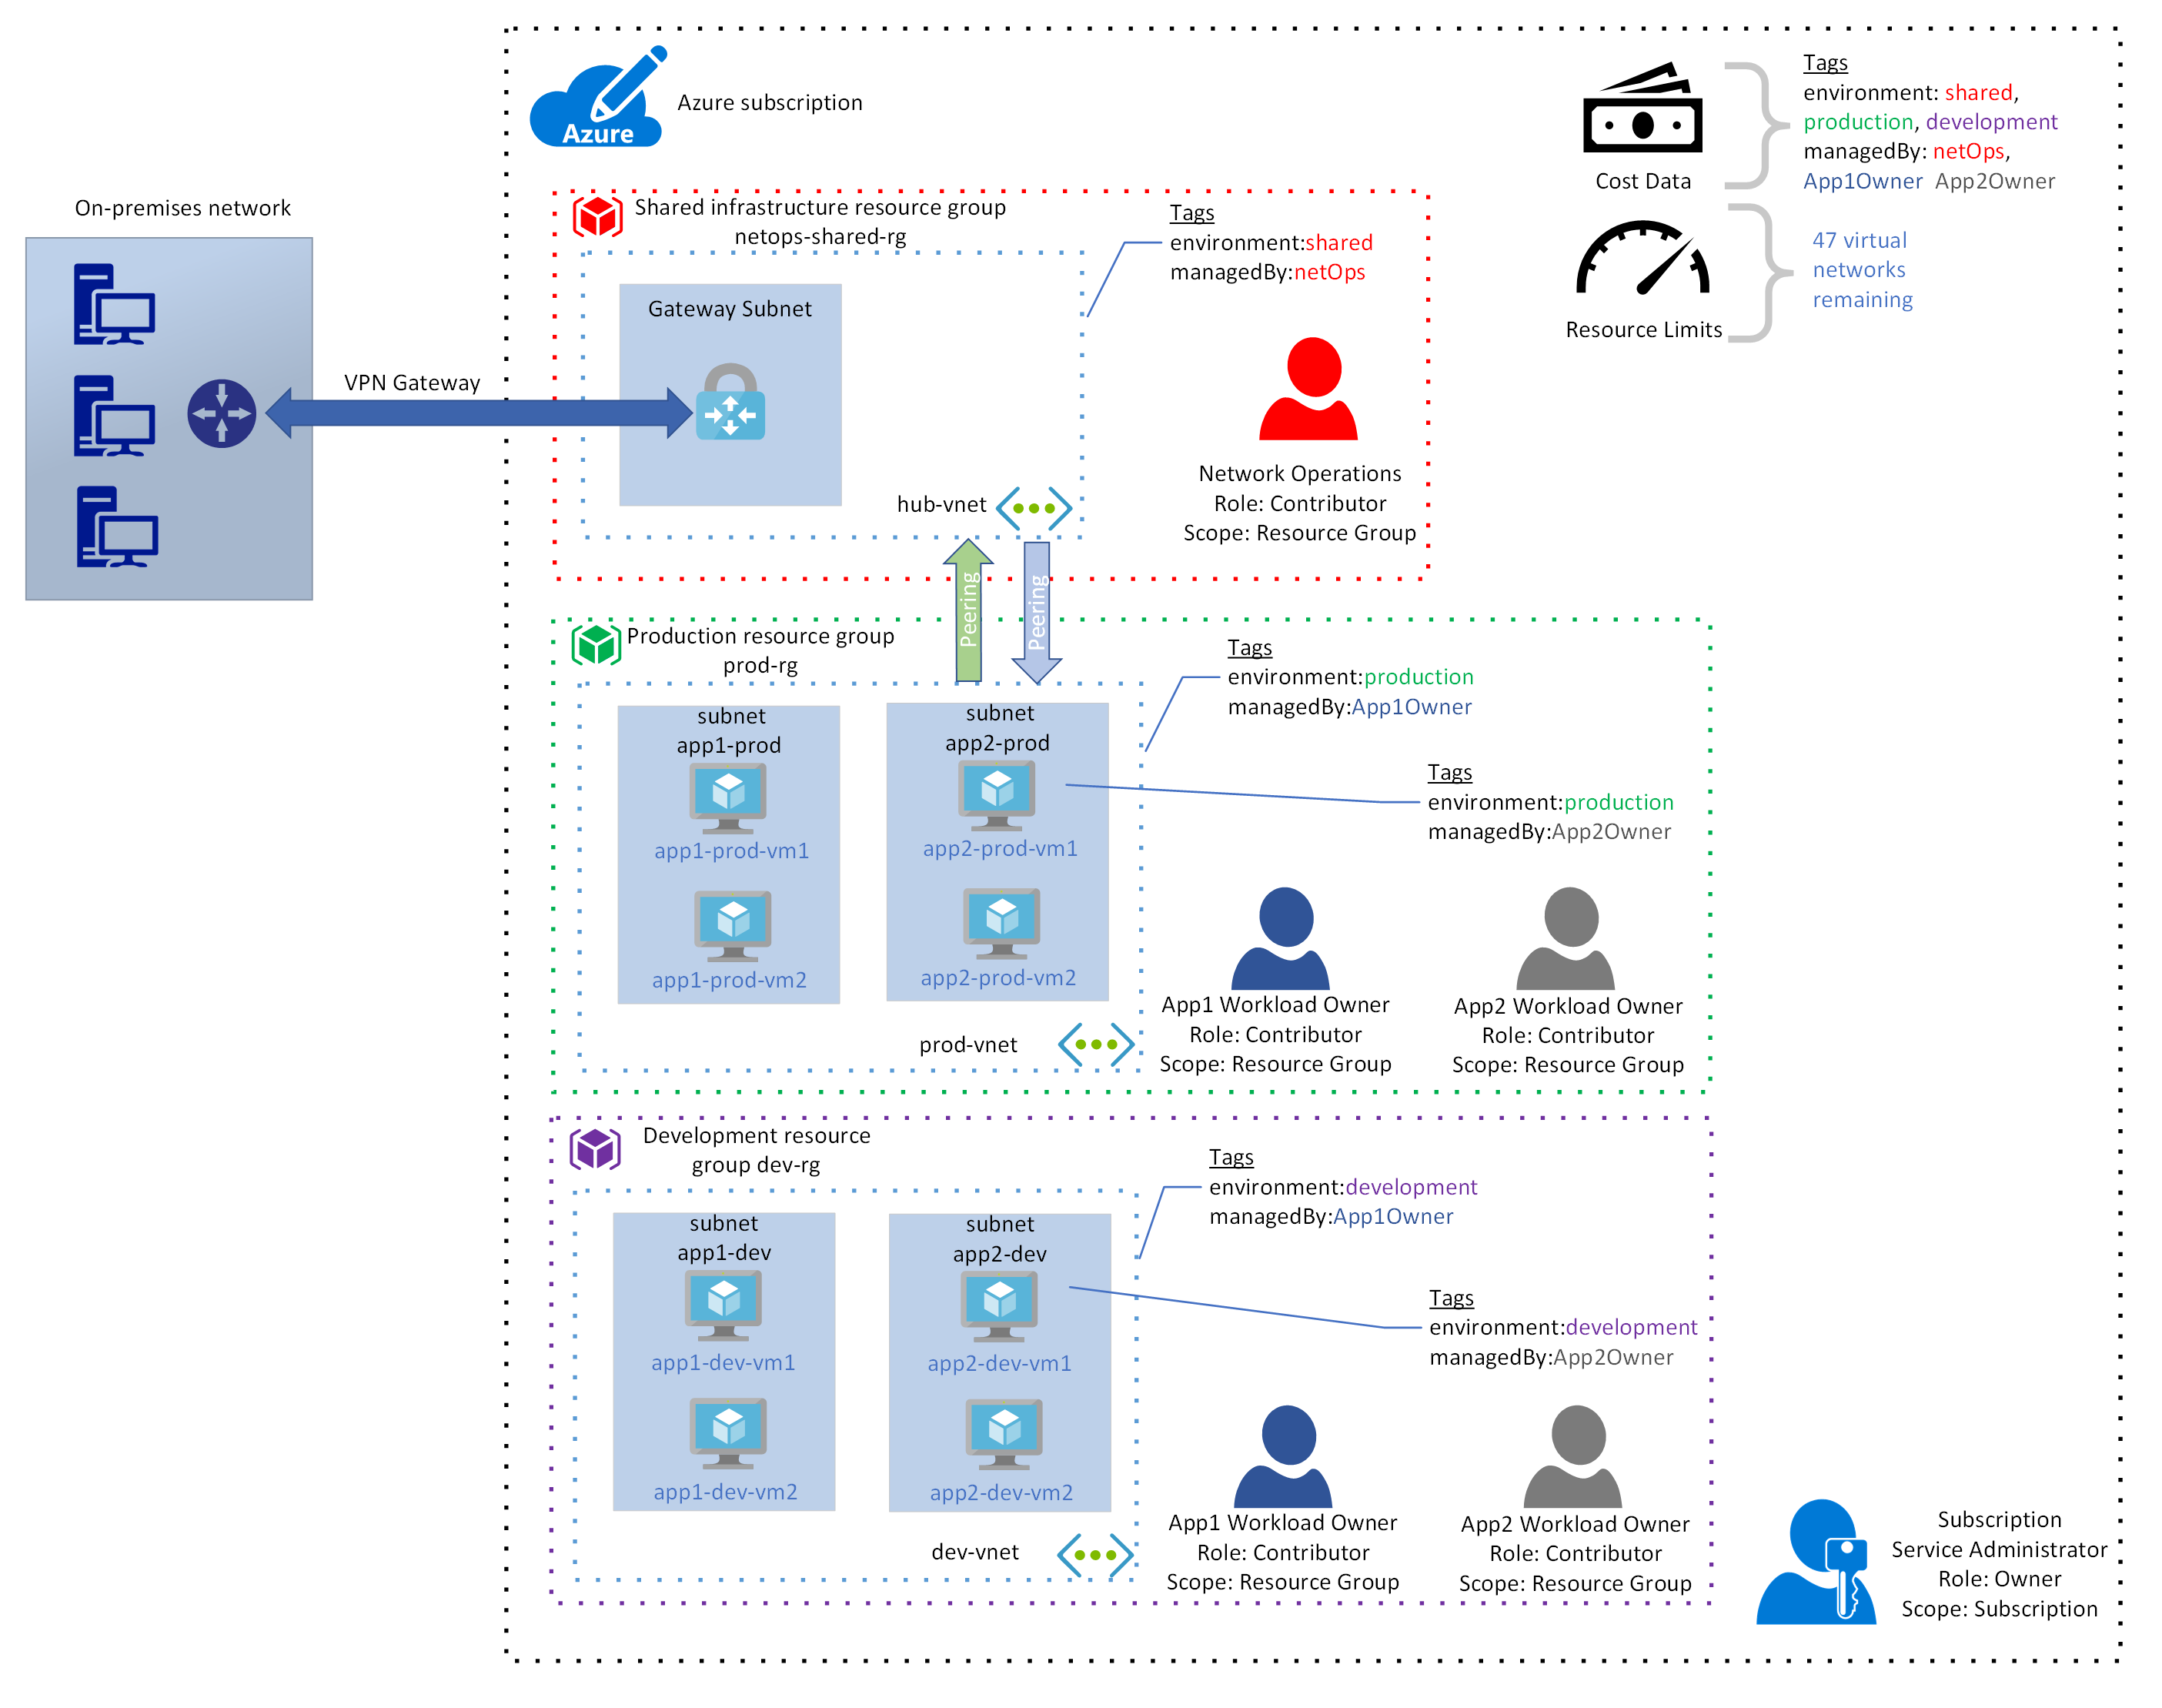 Azure
Azure subscription
Cost Data
Tags
environment: shared,
production, development
managedBy: netOps,
App1Owner App2Owner
Resource Limits
47 virtual
networks
remaining
On-premises network
VPN Gateway
Shared infrastructure resource group
netops-shared-rg
Gateway Subnet
hub-vnet
Tags
environment:shared
managedBy:netOps
Network Operations
Role: Contributor
Scope: Resource Group
Peering
Peering
Production resource group
prod-rg
subnet
app1-prod
app1-prod-vm1
app1-prod-vm2
subnet
app2-prod
app2-prod-vm1
app2-prod-vm2
prod-vnet
Tags
environment:production
managedBy:App1Owner
Tags
environment:production
managedBy:App2Owner
App1 Workload Owner
Role: Contributor
Scope: Resource Group
App2 Workload Owner
Role: Contributor
Scope: Resource Group
Development resource
group dev-rg
subnet
app1-dev
app1-dev-vm1
app1-dev-vm2
subnet
app2-dev
app2-dev-vm1
app2-dev-vm2
dev-vnet
Tags
environment:development
managedBy:App1Owner
Tags
environment:development
managedBy:App2Owner
App1 Workload Owner
Role: Contributor
Scope: Resource Group
App2 Workload Owner
Role: Contributor
Scope: Resource Group
Subscription
Service Administrator
Role: Owner
Scope: Subscription